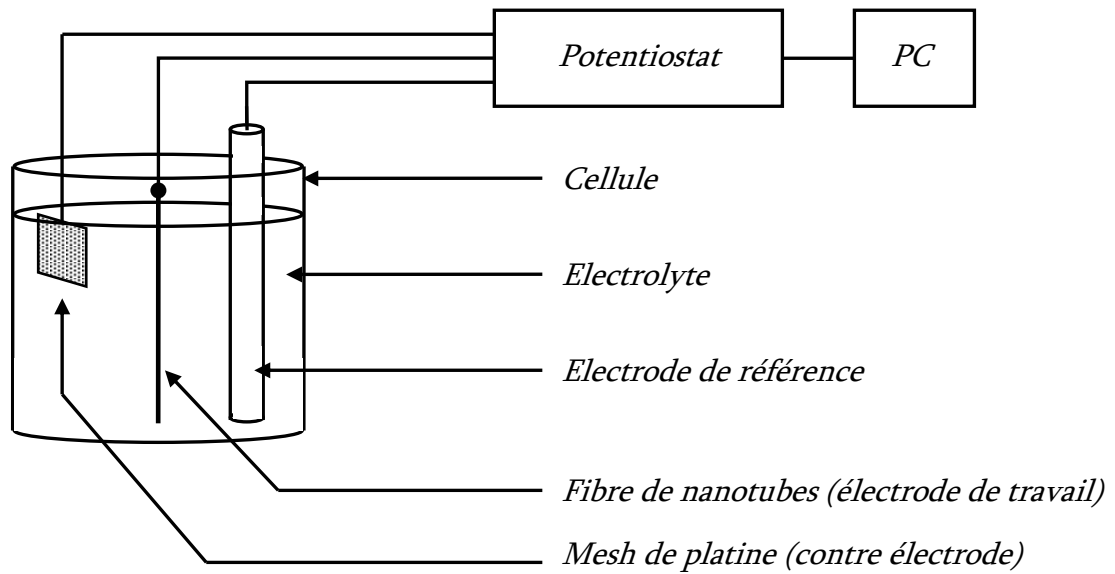 Potentiostat
PC
Cellule
Electrolyte
Electrode de référence
Fibre de nanotubes (électrode de travail)
Mesh de platine (contre électrode)